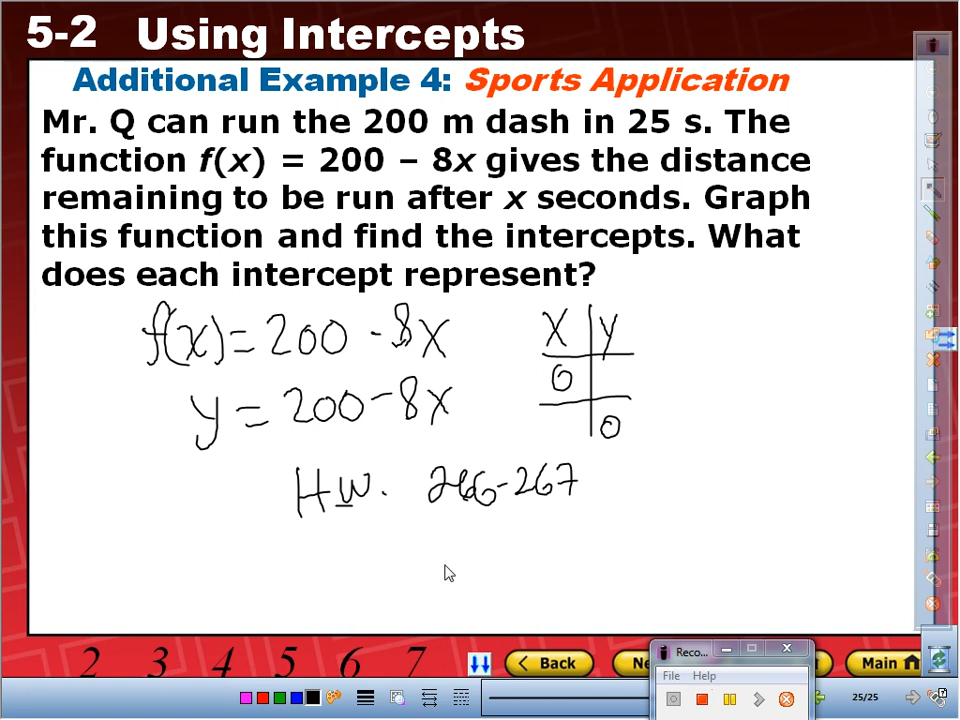 5-2 Using Intercepts
Additional Example 4: Sports Application
Mr. Q can run the 200 m dash in 25 s. The
function f(x) = 200 – 8x gives the distance
remaining to be run after x seconds. Graph
this function and find the intercepts. What
does each intercept represent?
f(x) = 200 - 8x
y = 200 - 8x
x y
0
0
HW. 266-267
2 3 4 5 6 7
Back
Ne
Main
Reco...
File Help
25/25